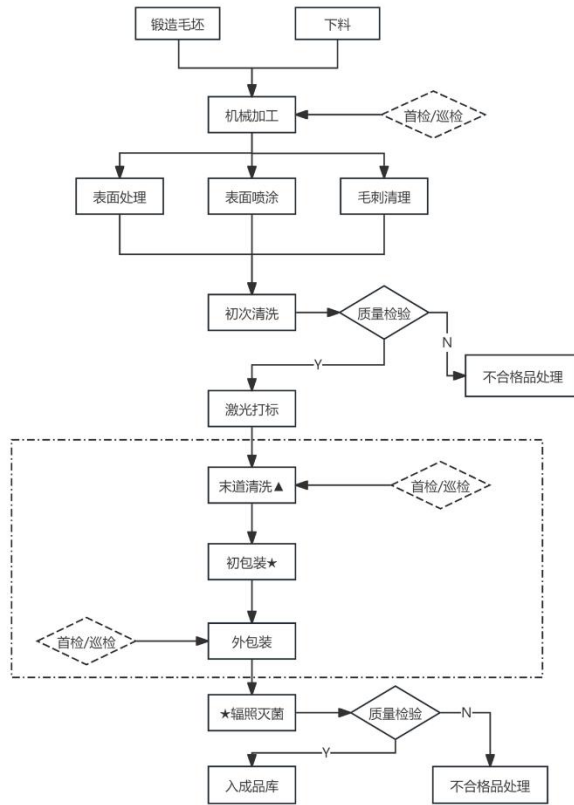 锻造毛坯
下料
机械加工
首检/巡检
表面处理
表面喷涂
毛刺清理
初次清洗
质量检验
N
Y
不合格品处理
激光打标
末道清洗▲
首检/巡检
初包装★
首检/巡检
外包装
★辐照灭菌
质量检验
N
Y
入成品库
不合格品处理